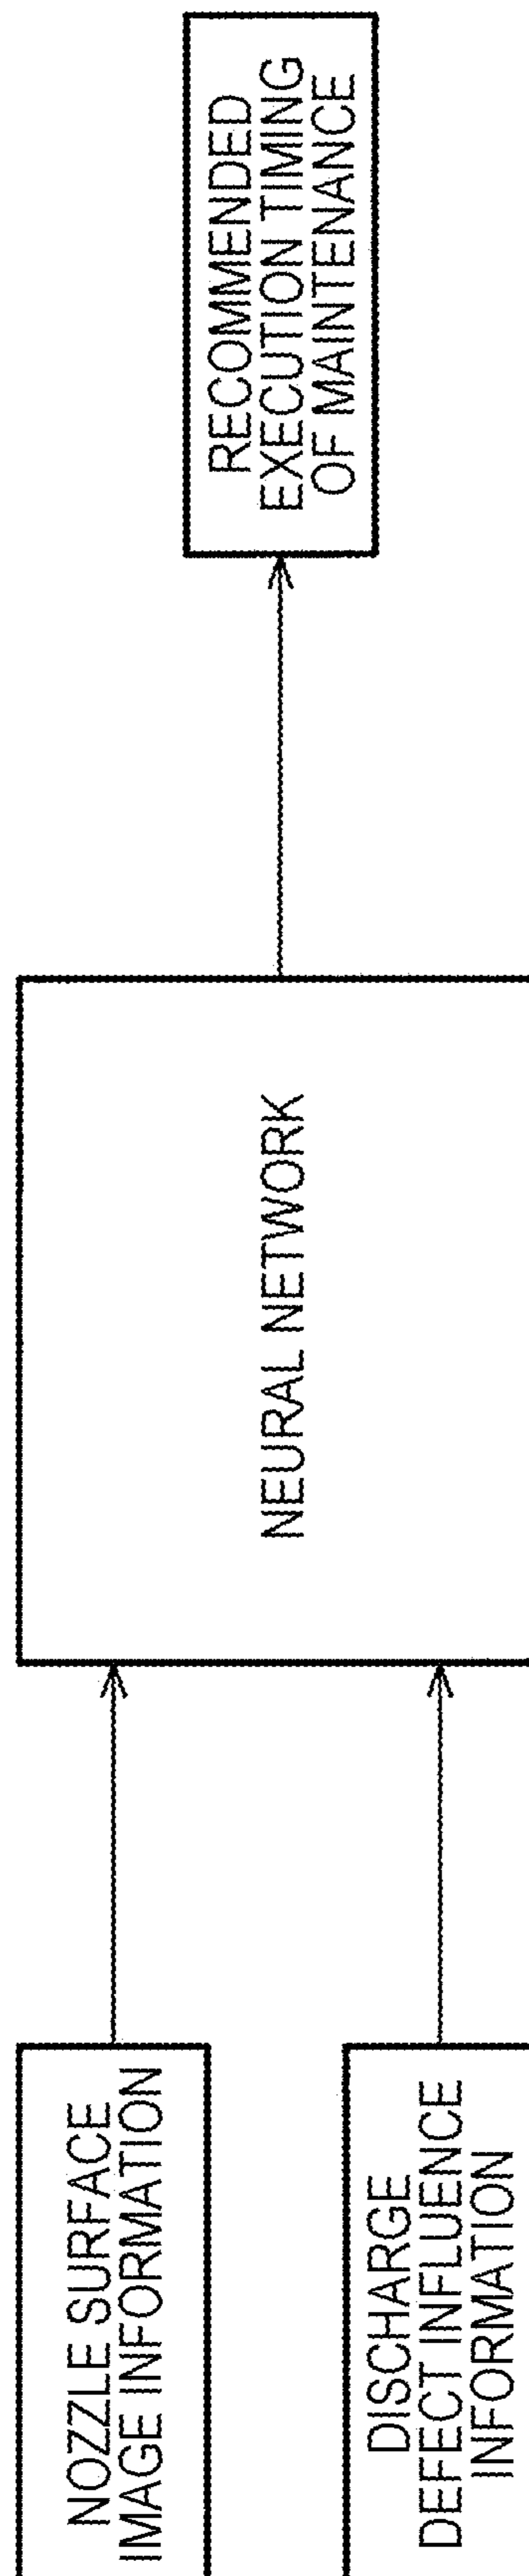 NOZZLE SURFACE
IMAGE INFORMATION
DISCHARGE
DEFECT INFLUENCE
INFORMATION
NEURAL NETWORK
RECOMMENDED
EXECUTION TIMING
OF MAINTENANCE